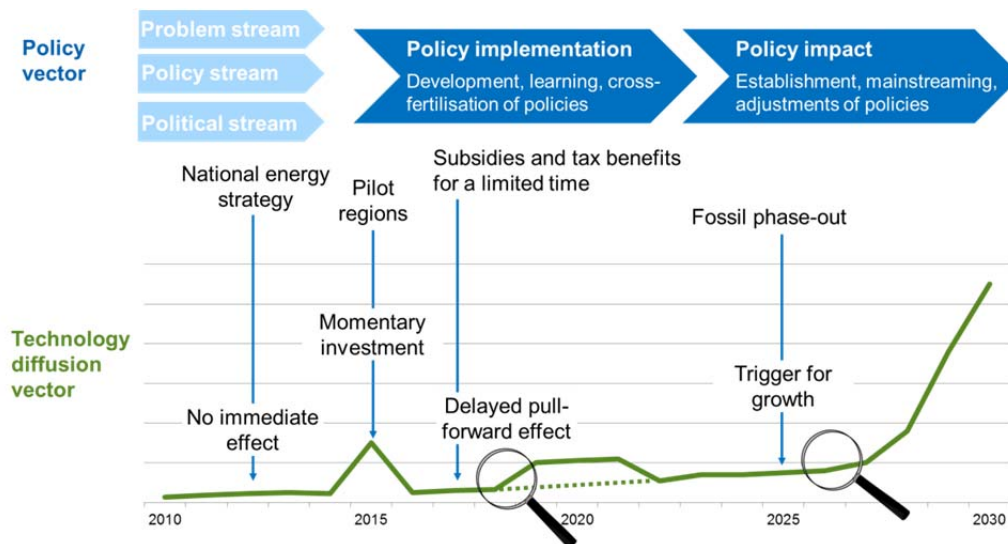 Policy
vector
Problem stream
Policy stream
Political stream
Policy implementation
Development, learning, cross-
fertilisation of policies
Policy impact
Establishment, mainstreaming,
adjustments of policies
National energy
strategy
Pilot
regions
Subsidies and tax benefits
for a limited time
Fossil phase-out
Technology
diffusion
vector
No immediate
effect
Momentary
investment
Delayed pull-
forward effect
Trigger for
growth
2010
2015
2020
2025
2030